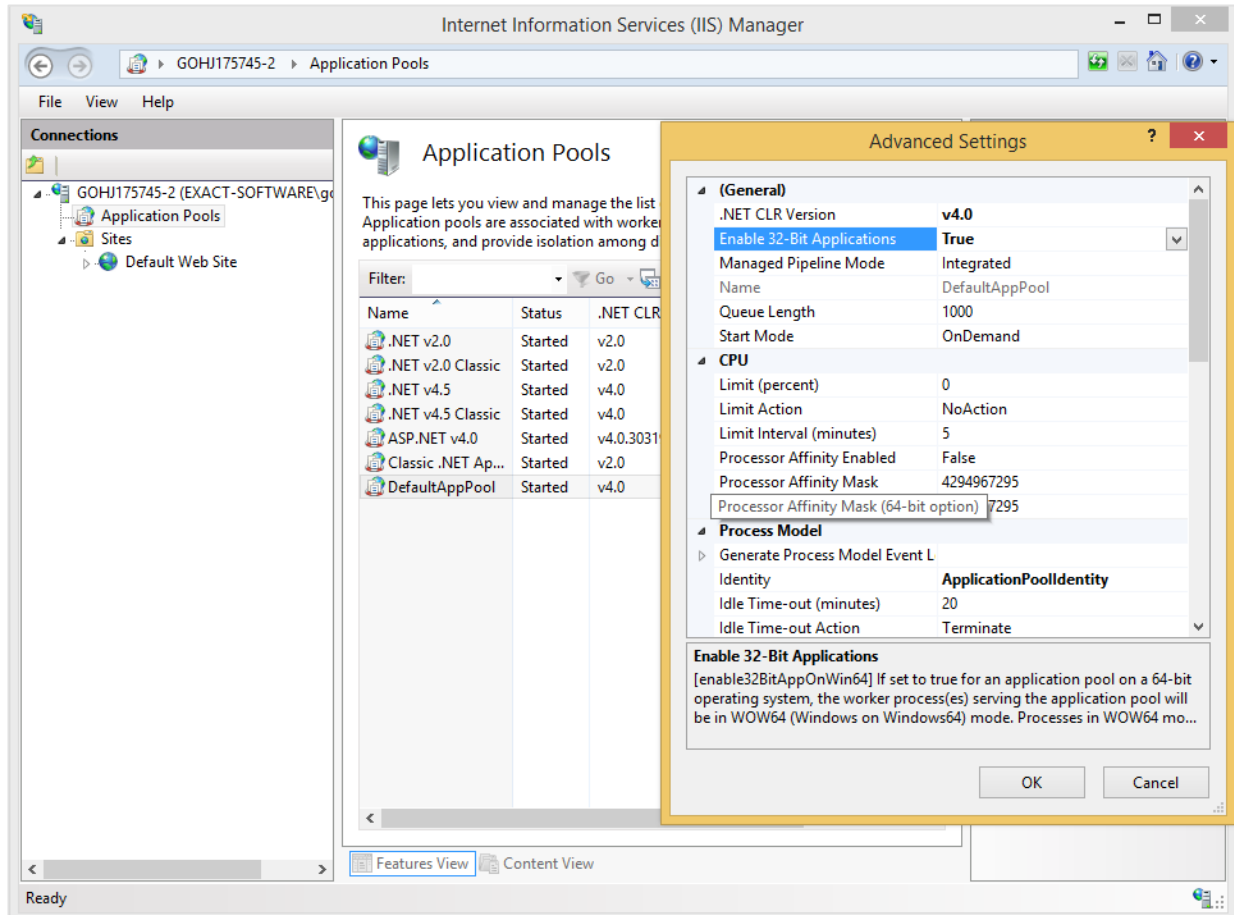 Internet Information Services (IIS) Manager
GOHJ175745-2 Application Pools
File View Help
Connections
GOHJ175745-2 (EXACT-SOFTWARE\g
Application Pools
Sites
Default Web Site
Application Pools
This page lets you view and manage the list
Application pools are associated with worker
applications, and provide isolation among d
Filter: Go
Name Status .NET CLR
.NET v2.0 Started v2.0
.NET v2.0 Classic Started v2.0
.NET v4.5 Started v4.0
.NET v4.5 Classic Started v4.0
ASP.NET v4.0 Started v4.0.3031
Classic .NET Ap... Started v2.0
DefaultAppPool Started v4.0
Features View Content View
Ready
Advanced Settings
?
(General)
.NET CLR Version v4.0
Enable 32-Bit Applications True
Managed Pipeline Mode Integrated
Name DefaultAppPool
Queue Length 1000
Start Mode OnDemand
CPU
Limit (percent) 0
Limit Action NoAction
Limit Interval (minutes) 5
Processor Affinity Enabled False
Processor Affinity Mask 4294967295
Processor Affinity Mask (64-bit option) 7295
Process Model
Generate Process Model Event L
Identity ApplicationPoolIdentity
Idle Time-out (minutes) 20
Idle Time-out Action Terminate
Enable 32-Bit Applications
[enable32BitAppOnWin64] If set to true for an application pool on a 64-bit
operating system, the worker process(es) serving the application pool will
be in WOW64 (Windows on Windows64) mode. Processes in WOW64 mo...
OK Cancel